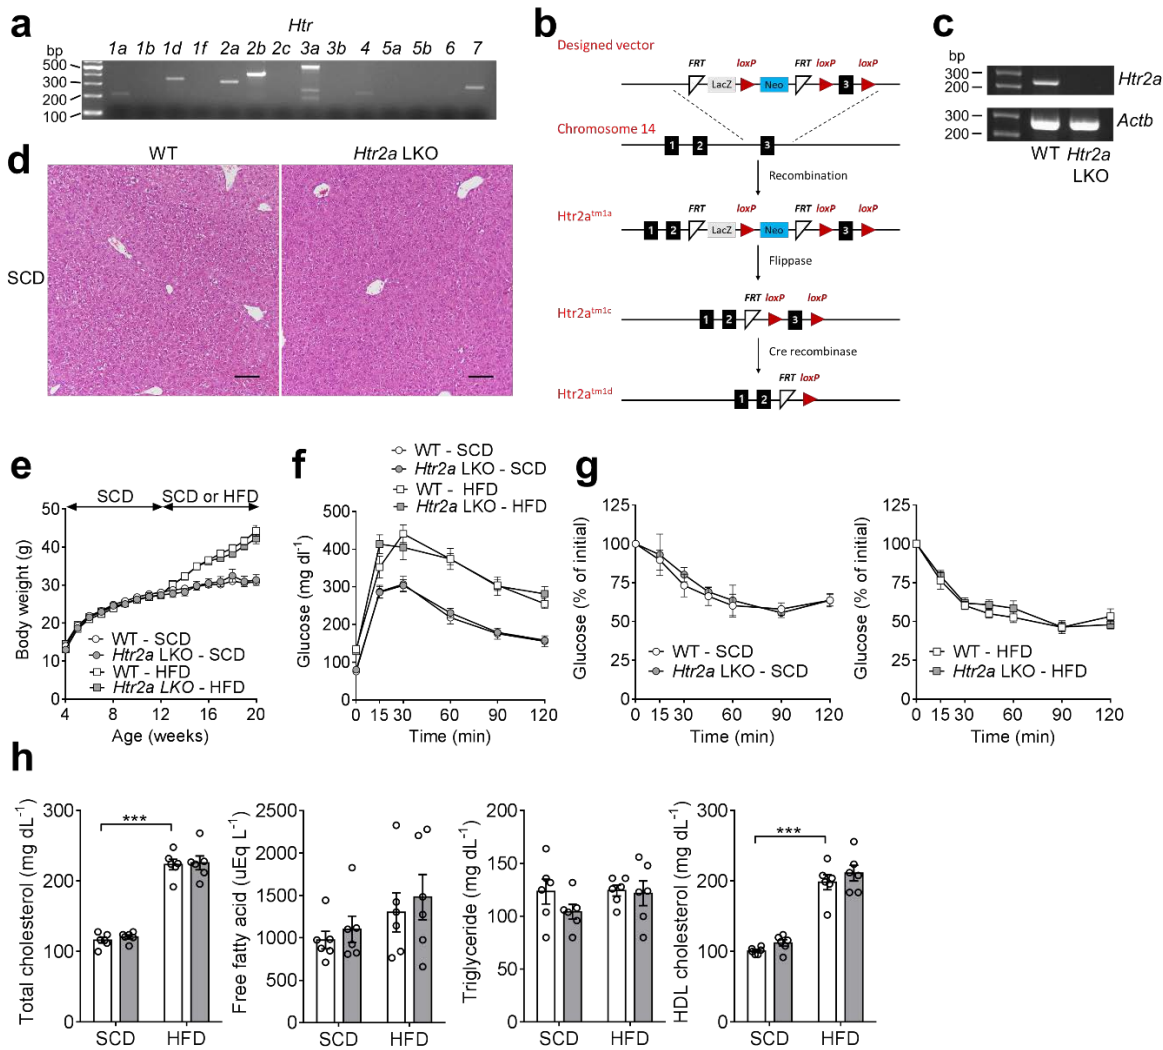 a
Htr
bp 1a 1b 1d 1f 2a 2b 2c 3a 3b 4 5a 5b 6 7
500
300
200
100
b
Designed vector
FRT loxP FRT loxP loxP
LacZ Neo 3
Chromosome 14
1 2 3
Recombination
FRT loxP FRT loxP loxP
Htr2a^tm1a
1 2 LacZ Neo 3
Flippase
FRT loxP loxP
Htr2a^tm1c
1 2 3
Cre recombinase
FRT loxP
Htr2a^tm1d
1 2
c
bp
300
200
Htr2a
300
200
Actb
WT Htr2a
LKO
d
WT Htr2a LKO
SCD
e
SCD SCD or HFD
Body weight (g)
50
40
30
20
10
0
WT - SCD
Htr2a LKO - SCD
WT - HFD
Htr2a LKO - HFD
4 8 12 16 20
Age (weeks)
f
WT - SCD
Htr2a LKO - SCD
WT - HFD
Htr2a LKO - HFD
Glucose (mg dl⁻¹)
500
400
300
200
100
0
0 15 30 60 90 120
Time (min)
g
Glucose (% of initial)
125
100
75
50
25
0
WT - SCD
Htr2a LKO - SCD
0 15 30 60 90 120
Time (min)
Glucose (% of initial)
125
100
75
50
25
0
WT - HFD
Htr2a LKO - HFD
0 15 30 60 90 120
Time (min)
h
Total cholesterol (mg dL⁻¹)
300
200
100
0
***
SCD HFD
Free fatty acid (uEq L⁻¹)
2500
2000
1500
1000
500
0
SCD HFD
Triglyceride (mg dL⁻¹)
200
150
100
50
0
SCD HFD
HDL cholesterol (mg dL⁻¹)
300
200
100
0
***
SCD HFD